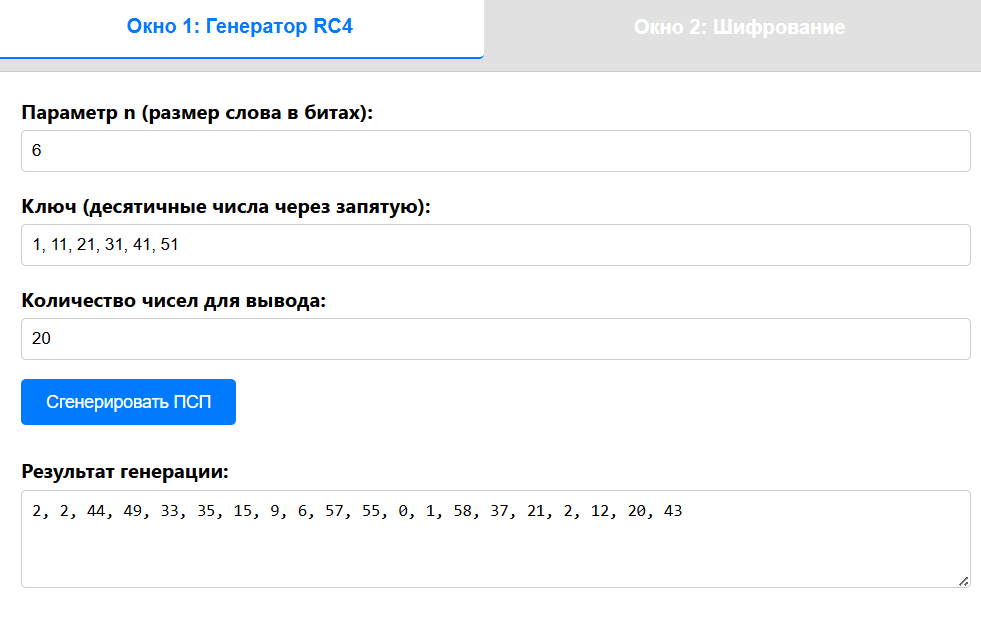 Окно 1: Генератор RC4
Окно 2: Шифрование
Параметр n (размер слова в битах):
6
Ключ (десятичные числа через запятую):
1, 11, 21, 31, 41, 51
Количество чисел для вывода:
20
Сгенерировать ПСП
Результат генерации:
2, 2, 44, 49, 33, 35, 15, 9, 6, 57, 55, 0, 1, 58, 37, 21, 2, 12, 20, 43